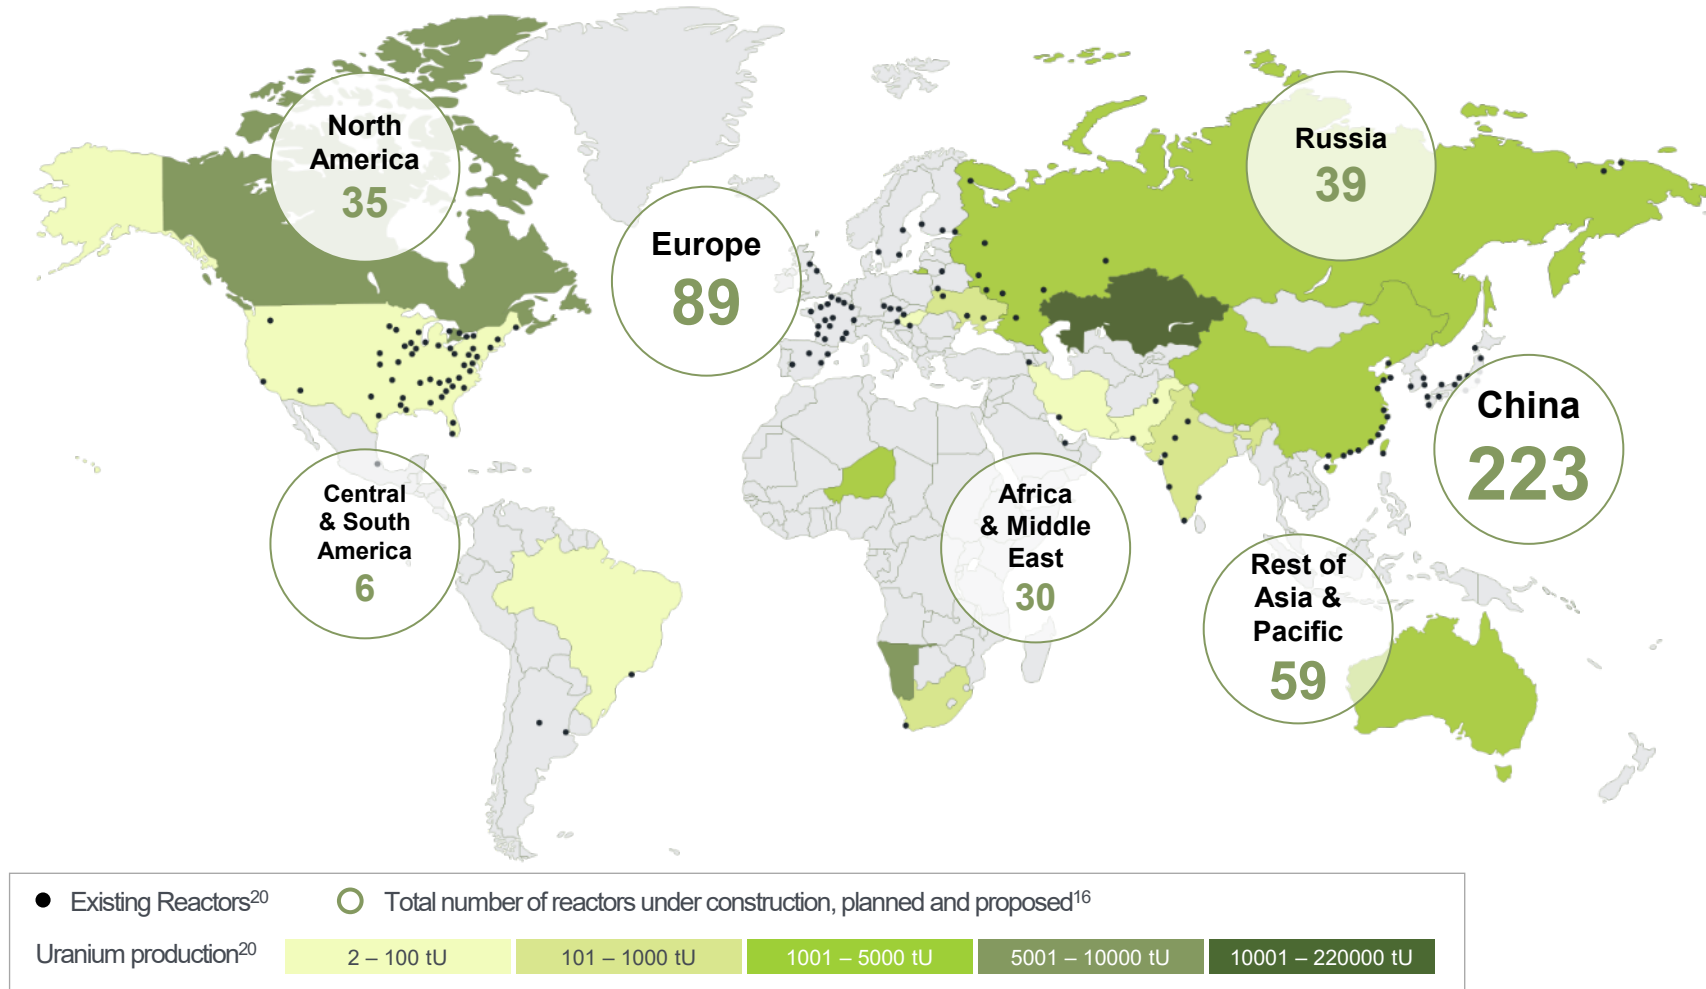 North
America
35
Russia
39
Europe
89
China
223
Central
& South
America
6
Africa
& Middle
East
30
Rest of
Asia &
Pacific
59
Existing Reactors20
Total number of reactors under construction, planned and proposed16
Uranium production20
2 – 100 tU
101 – 1000 tU
1001 – 5000 tU
5001 – 10000 tU
10001 – 220000 tU